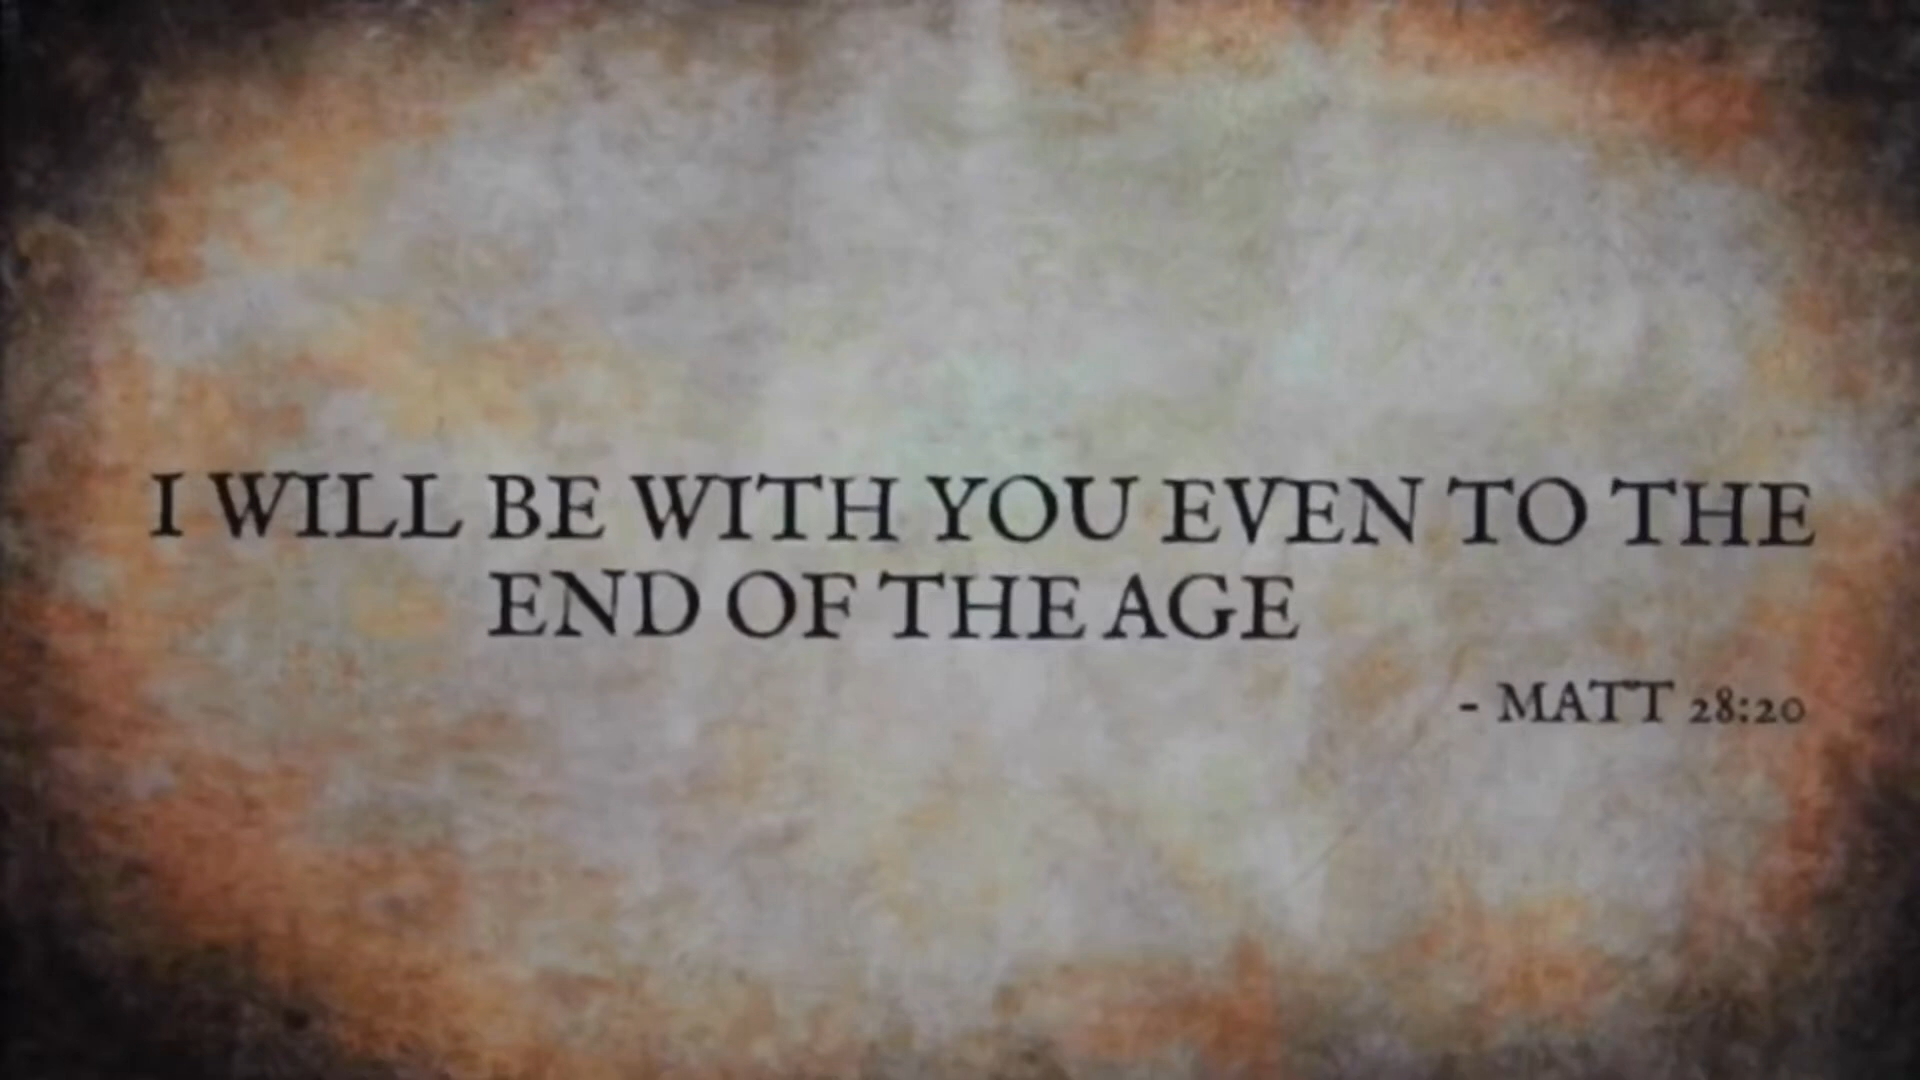 I WILL BE WITH YOU EVEN TO THE
END OF THE AGE
- MATT 28:20